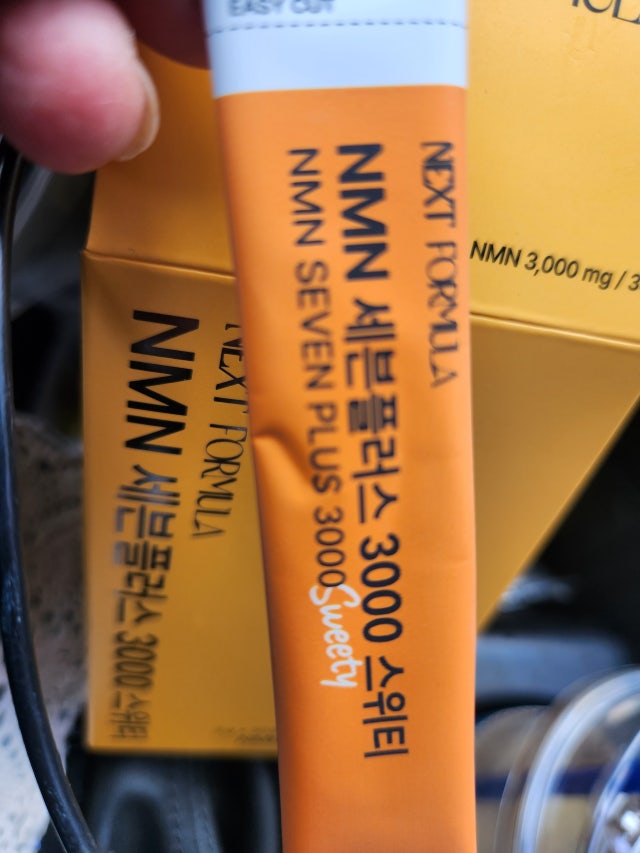 EASY CUT
NEXT FORMULA
NMN 세븐플러스 3000 스위티
NMN SEVEN PLUS 3000
Sweety
NMN 3,000 mg / 3
NEXT FORMULA
NMN 세븐플러스 3000 스위티